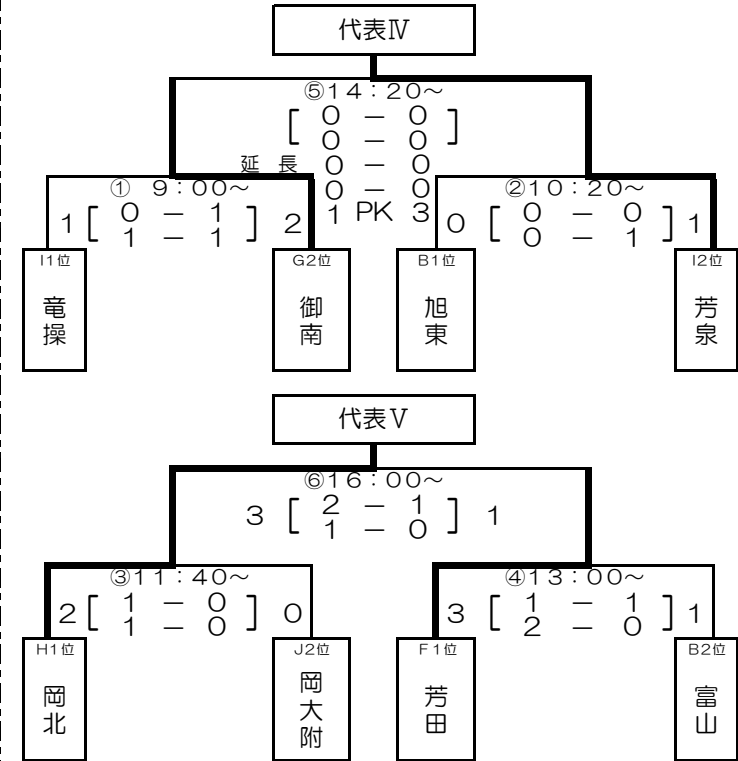 代表Ⅳ
⑤14：20～
[ 0 － 0 ]
0 － 0
延 長 0 － 0
0 － 0
1 PK 3
① 9：00～
1 [ 0 － 1 ] 2
1 － 1
②10：20～
0 [ 0 － 0 ] 1
0 － 1
I1位
竜操
G2位
御南
B1位
旭東
I2位
芳泉
代表Ⅴ
⑥16：00～
3 [ 2 － 1 ] 1
1 － 0
③11：40～
2 [ 1 － 0 ] 0
1 － 0
④13：00～
3 [ 1 － 1 ] 1
2 － 0
H1位
岡北
J2位
岡大附
F1位
芳田
B2位
富山